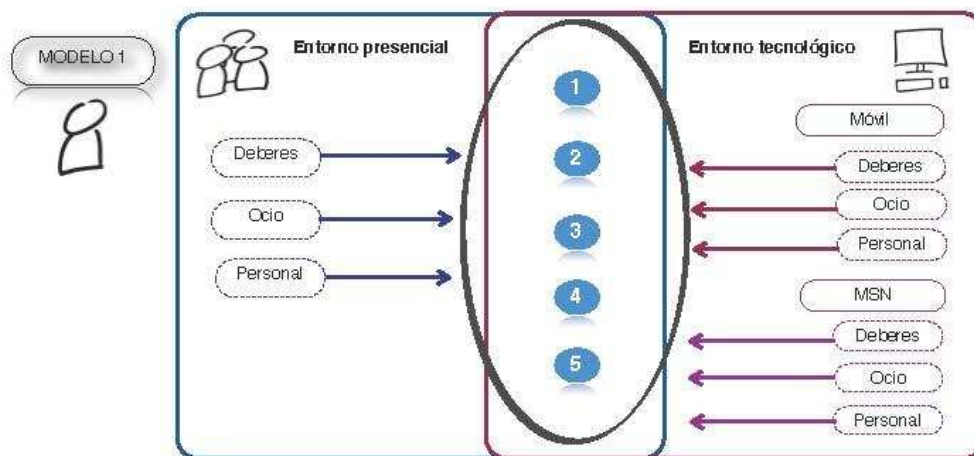 MODELO 1
Entorno presencial
Entorno tecnológico
1
2
3
4
5
Deberes
Ocio
Personal
Móvil
Deberes
Ocio
Personal
MSN
Deberes
Ocio
Personal